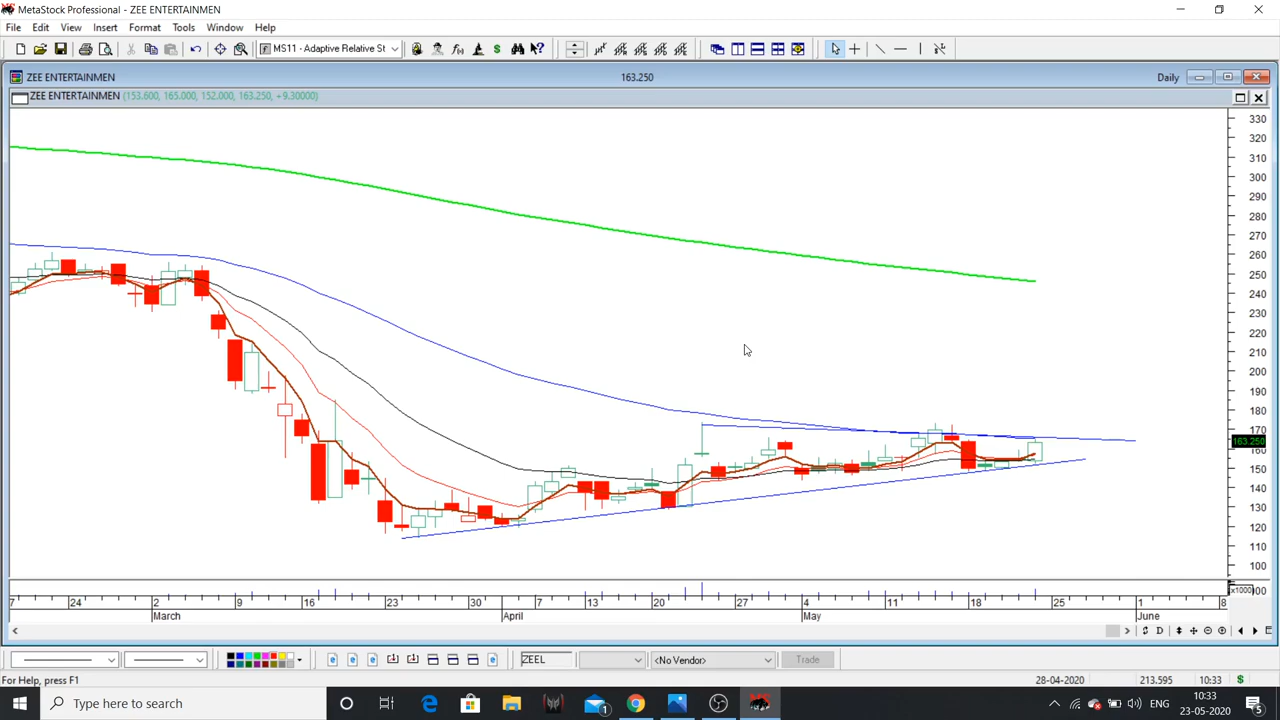 MetaStock Professional - ZEE ENTERTAINMEN
File Edit View Insert Format Tools Window Help
MS11 - Adaptive Relative St
ZEE ENTERTAINMEN 163.250 Daily
ZEE ENTERTAINMEN (153.600, 165.000, 152.000, 163.250, +9.30000)
330
320
310
300
290
280
270
260
250
240
230
220
210
200
190
180
170
163.250
160
150
140
130
120
110
100
x1000
7 24 2 9 16 23 30 7 13 20 27 4 11 18 25 1 8
March April May June
ZEEL <No Vendor> Trade
For Help, press F1 28-04-2020 213.595 10:33 $
Type here to search
1
ENG
10:33
23-05-2020
5